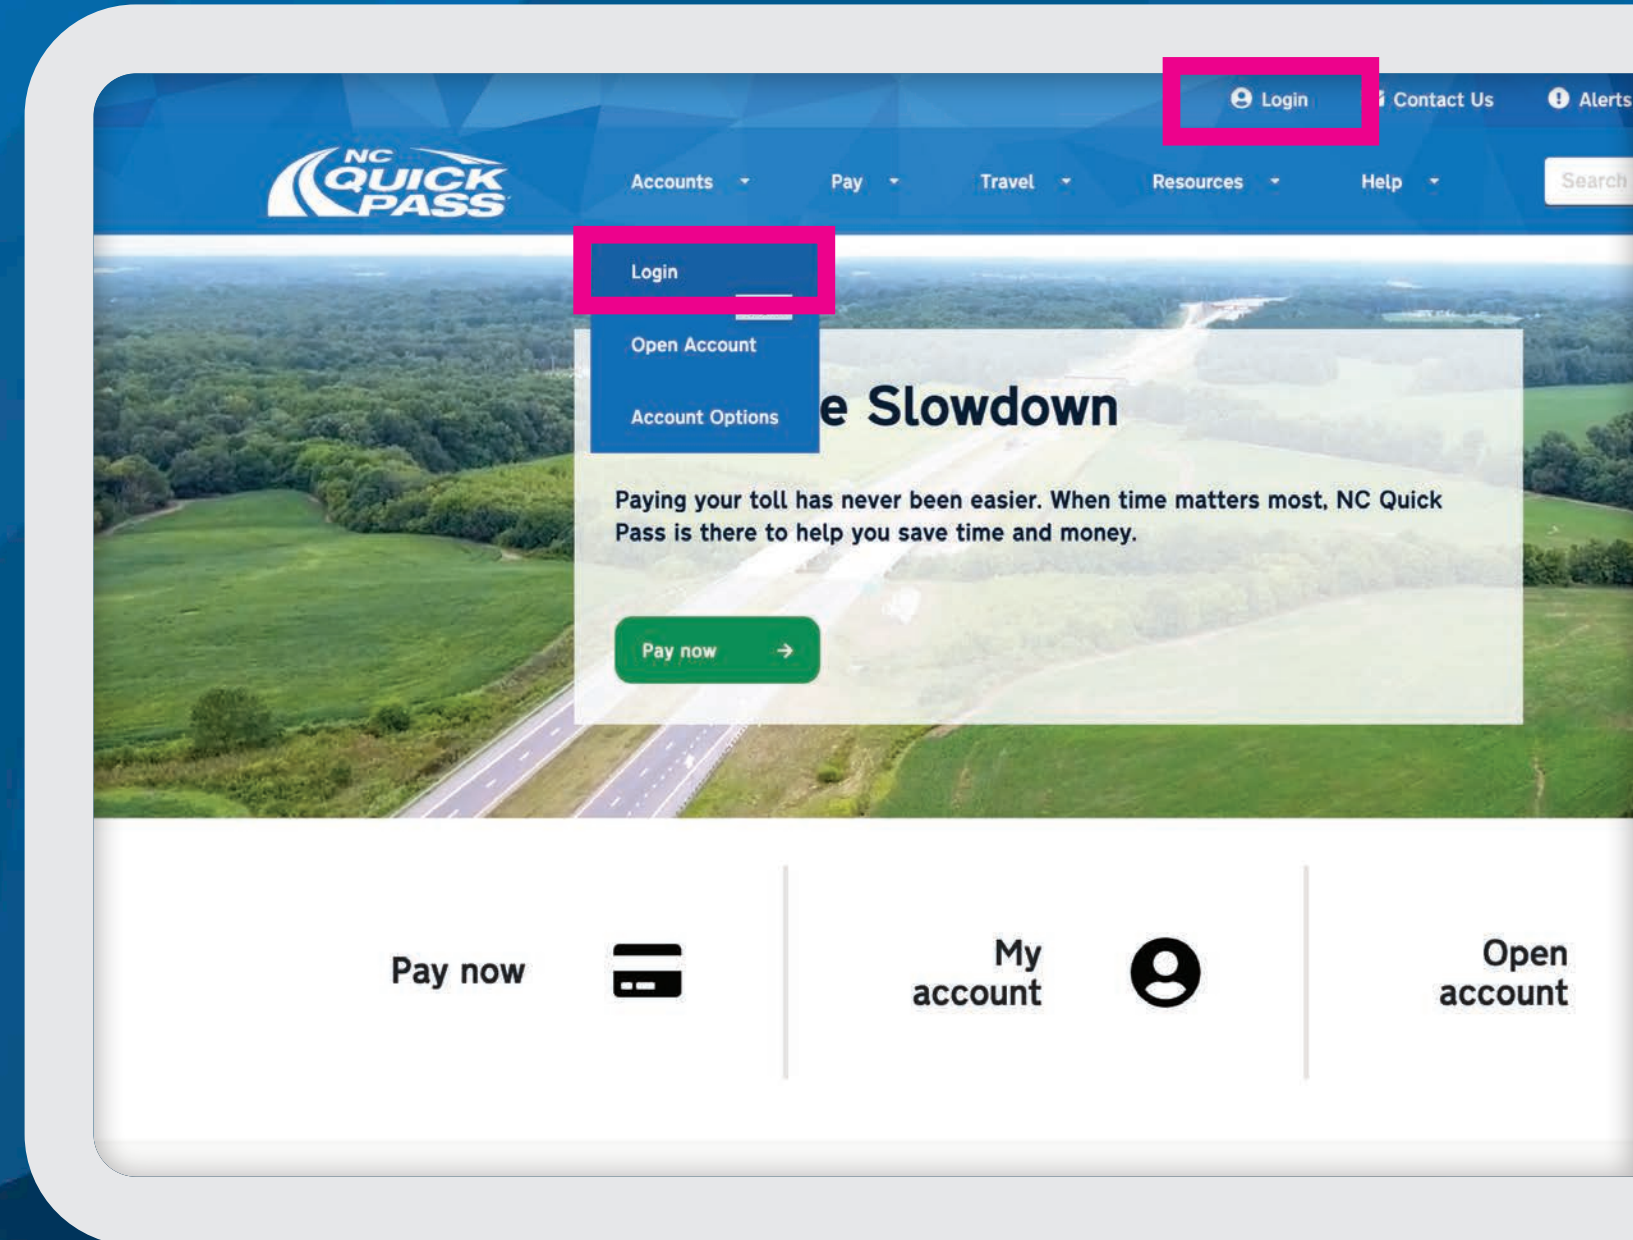 Login
Contact Us
Alerts
NC
QUICK
PASS
Accounts
Pay
Travel
Resources
Help
Search
Login
Open Account
Account Options
e Slowdown
Paying your toll has never been easier. When time matters most, NC Quick
Pass is there to help you save time and money.
Pay now
Pay now
My
account
Open
account